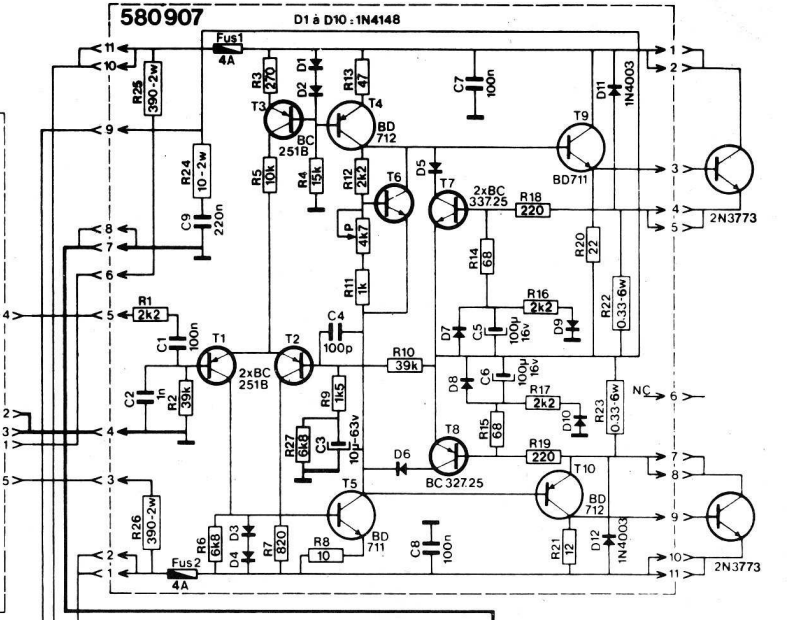 580907
D1 à D10 : 1N4148
Fus1
4A
11
10
9
8
7
6
5
4
3
2
1
4
2
3
1
5
R25
390-2w
R24
10-2w
C9
220n
R3
270
D1
D2
R13
47
T3
BC
251B
T4
BD
712
R5
10k
R4
15k
R12
2k2
P
4k7
R11
1k
T6
C7
100n
D5
T7
2xBC
337.25
R18
220
T9
BD711
D11
1N4003
1
2
3
4
5
2N3773
R14
68
R20
22
R22
0.33-6w
R16
2k2
D7
C5
100µ
16v
D9
R1
2k2
C1
100n
C2
1n
R2
39k
T1
2xBC
251B
T2
C4
100p
R10
39k
R9
1k5
R27
6k8
C3
10µ-63v
D8
C6
100µ
16v
R17
2k2
D10
R15
68
R23
0.33-6w
NC
6
T8
BC 327.25
R19
220
D6
T10
BD
712
7
8
9
10
11
2N3773
T5
BD
711
R26
390-2w
R6
6k8
D3
D4
R7
820
R8
10
C8
100n
R21
12
D12
1N4003
Fus2
4A